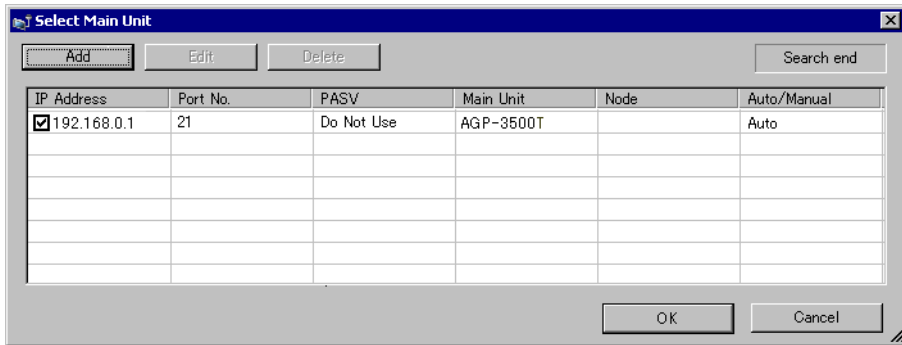 Select Main Unit
Add Edit Delete Search end
IP Address Port No. PASV Main Unit Node Auto/Manual
192.168.0.1 21 Do Not Use AGP-3500T Auto
OK Cancel